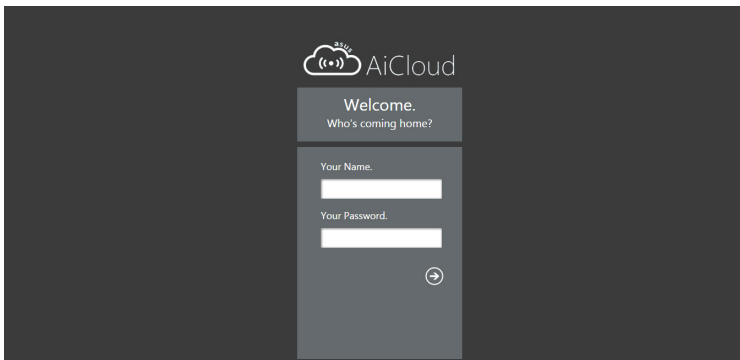 asus
AiCloud
Welcome.
Who's coming home?
Your Name.
Your Password.